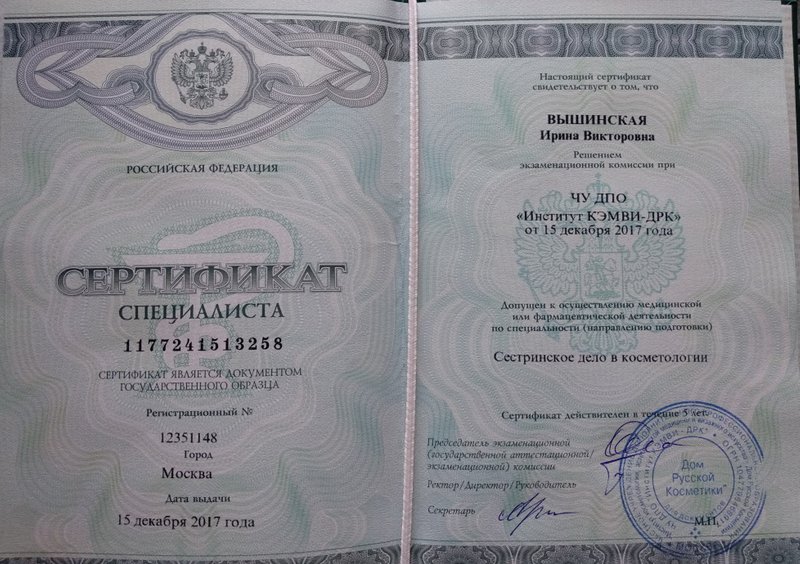 РОССИЙСКАЯ ФЕДЕРАЦИЯ
СЕРТИФИКАТ
СПЕЦИАЛИСТА
1177241513258
СЕРТИФИКАТ ЯВЛЯЕТСЯ ДОКУМЕНТОМ
ГОСУДАРСТВЕННОГО ОБРАЗЦА
Регистрационный №
12351148
Город
Москва
Дата выдачи
15 декабря 2017 года
Настоящий сертификат
свидетельствует о том, что
ВЫШИНСКАЯ
Ирина Викторовна
Решением
экзаменационной комиссии при
ЧУ ДПО
«Институт КЭМВИ-ДРК»
от 15 декабря 2017 года
Допущен к осуществлению медицинской
или фармацевтической деятельности
по специальности (направлению подготовки)
Сестринское дело в косметологии
Сертификат действителен в течение 5 лет.
Председатель экзаменационной
(государственной аттестационной/
экзаменационной) комиссии
Ректор/Директор/Руководитель
Секретарь
М.П.
Дом
Русской
Косметики"